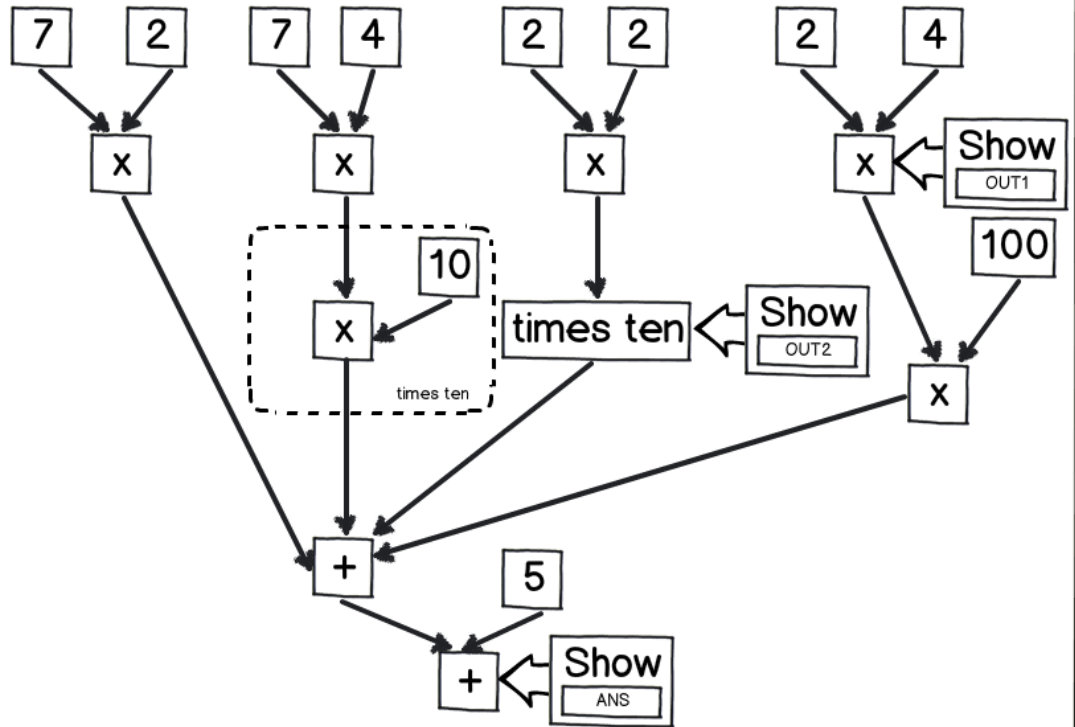 7 2 7 4 2 2 2 4
x x x x Show
OUT1
100
10
x times ten Show
OUT2
times ten x
+ 5
+ Show
ANS